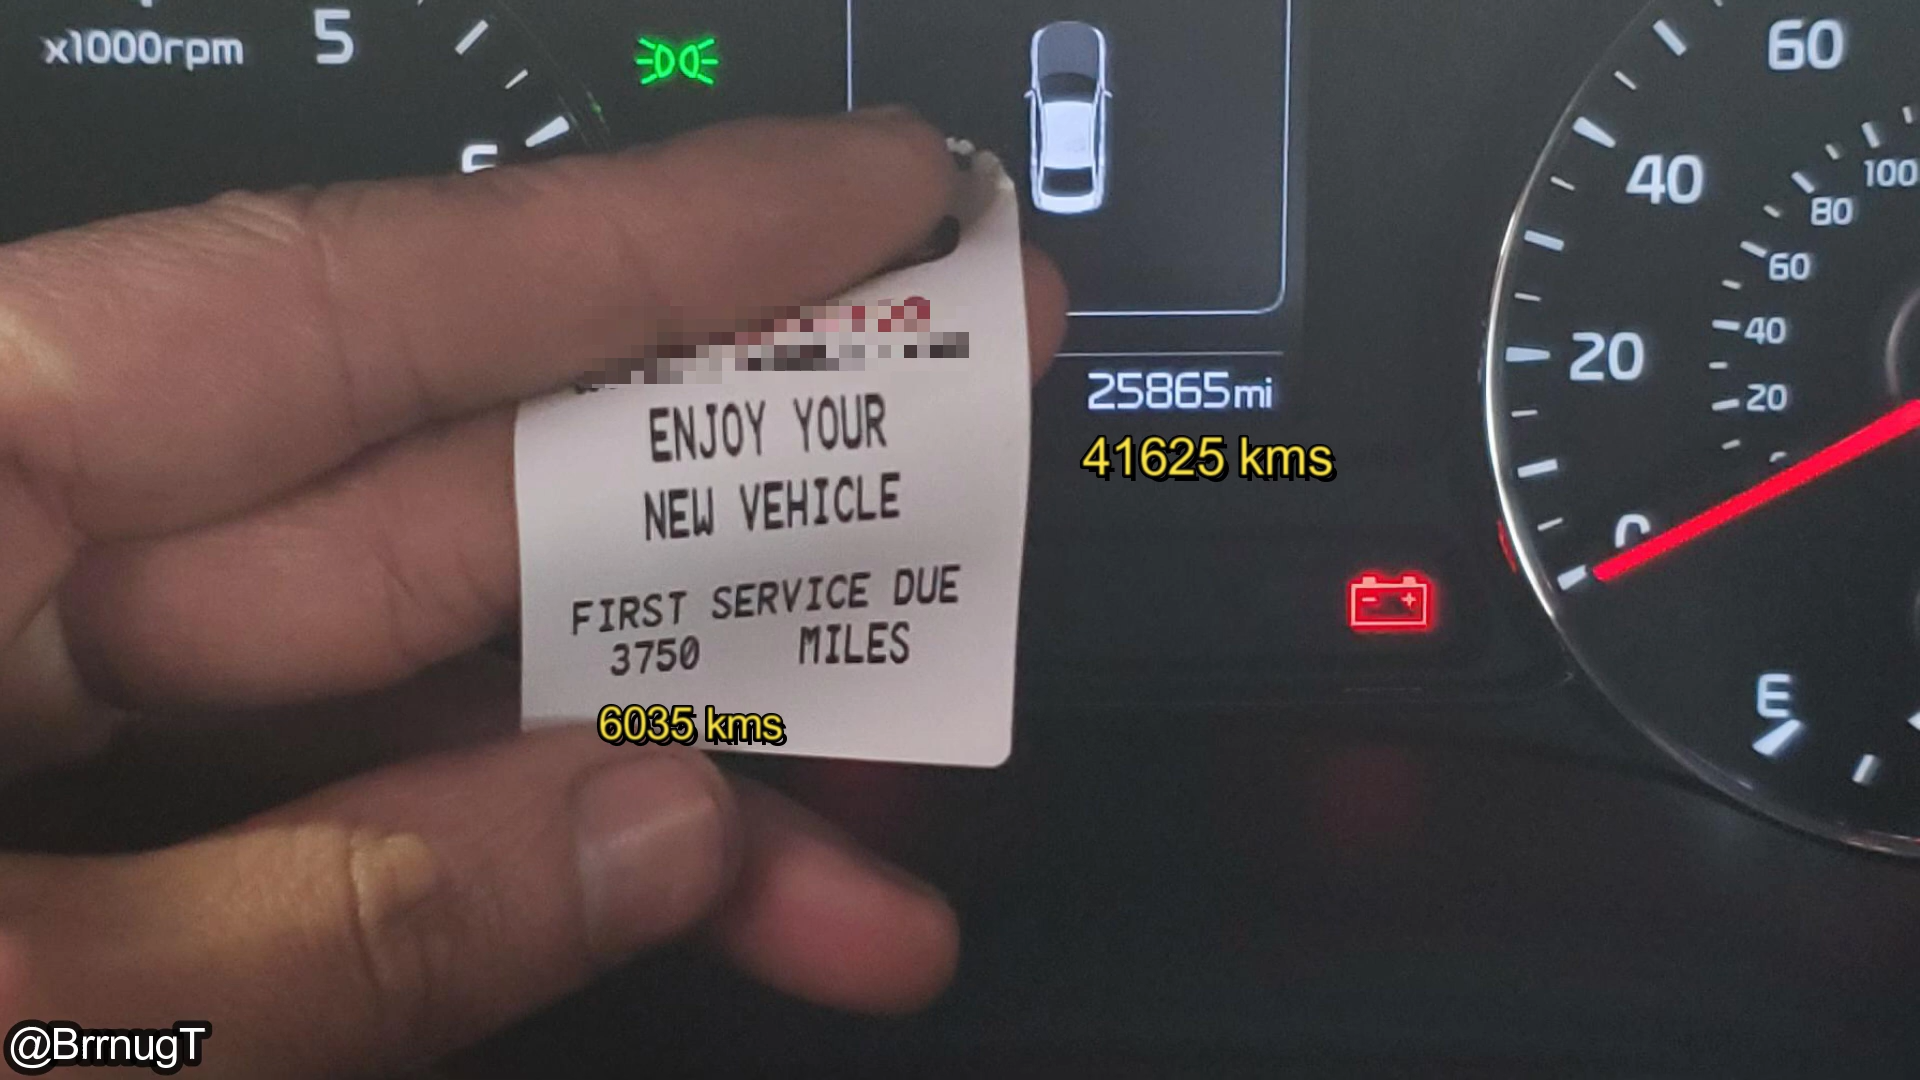 x1000rpm
5
60
40
100
80
60
20
40
20
25865mi
41625 kms
ENJOY YOUR
NEW VEHICLE
FIRST SERVICE DUE
3750 MILES
6035 kms
E
@BrrnugT